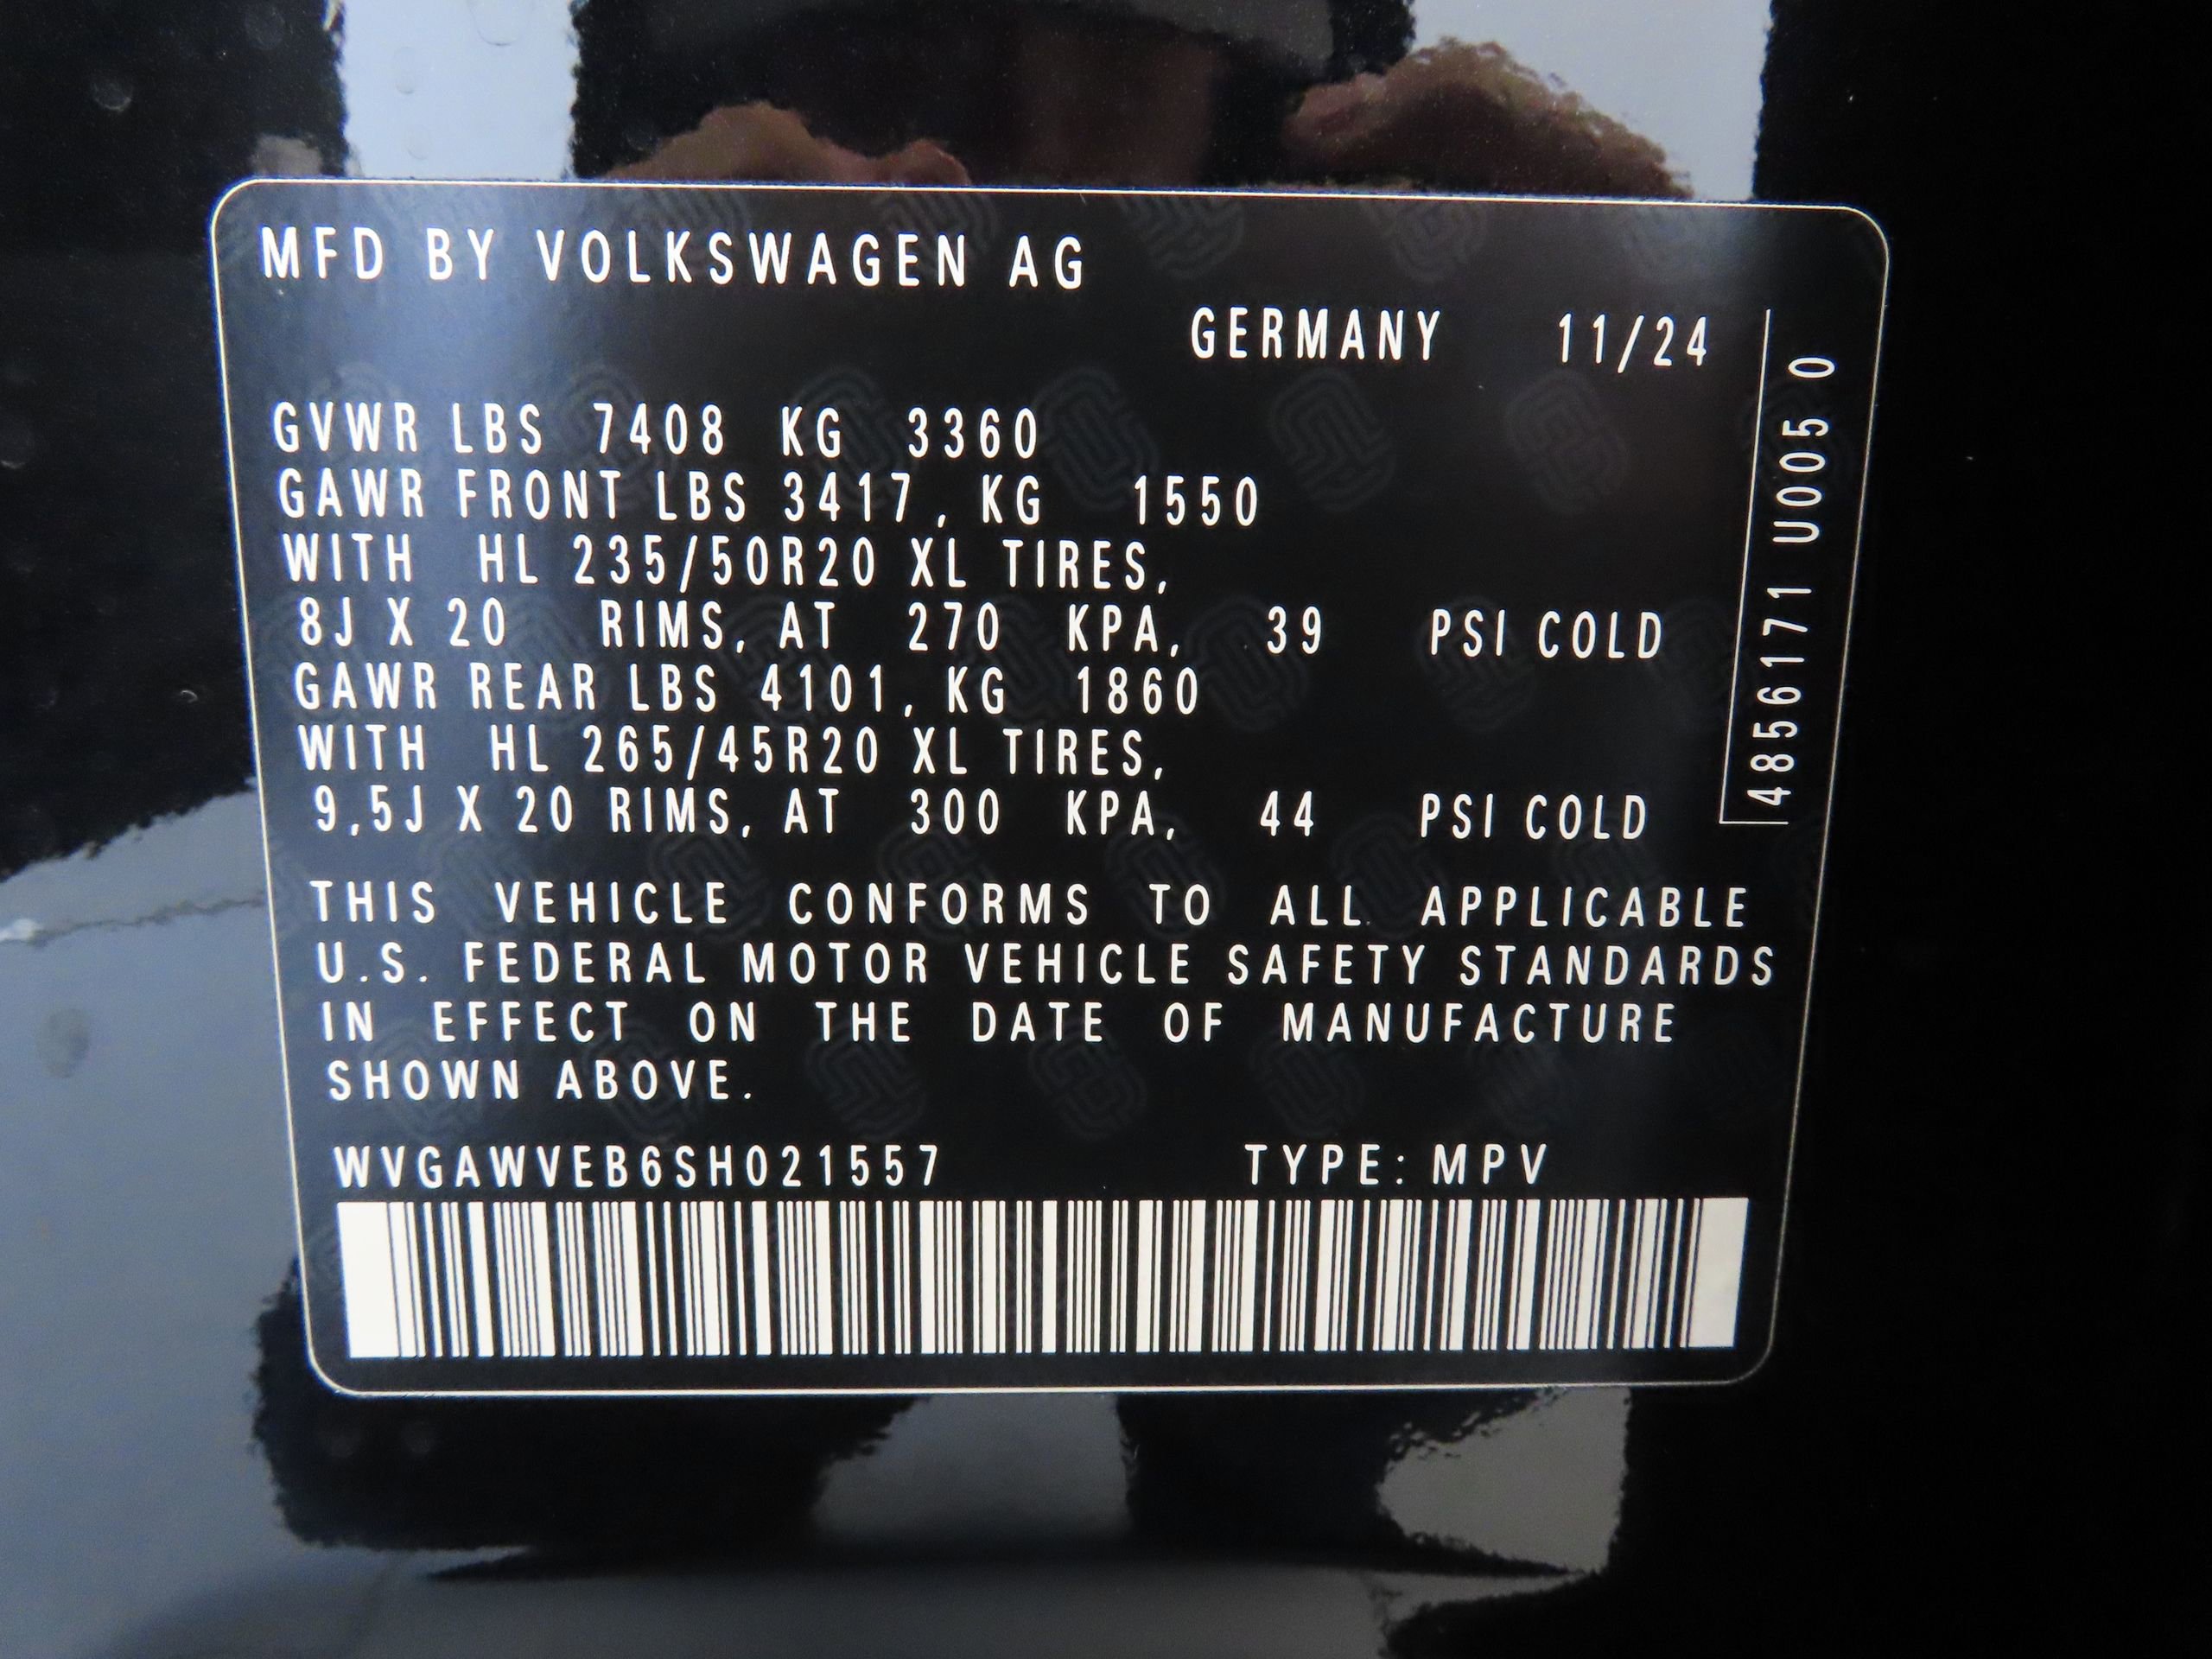 MFD BY VOLKSWAGEN AG
GERMANY 11/24
GVWR LBS 7408 KG 3360
GAWR FRONT LBS 3417, KG 1550
WITH HL 235/50R20 XL TIRES,
8J X 20 RIMS, AT 270 KPA, 39 PSI COLD
GAWR REAR LBS 4101, KG 1860
WITH HL 265/45R20 XL TIRES,
9,5J X 20 RIMS, AT 300 KPA, 44 PSI COLD
THIS VEHICLE CONFORMS TO ALL APPLICABLE
U.S. FEDERAL MOTOR VEHICLE SAFETY STANDARDS
IN EFFECT ON THE DATE OF MANUFACTURE
SHOWN ABOVE.
WVGAWVEB6SH021557 TYPE: MPV
4856171 U005 0